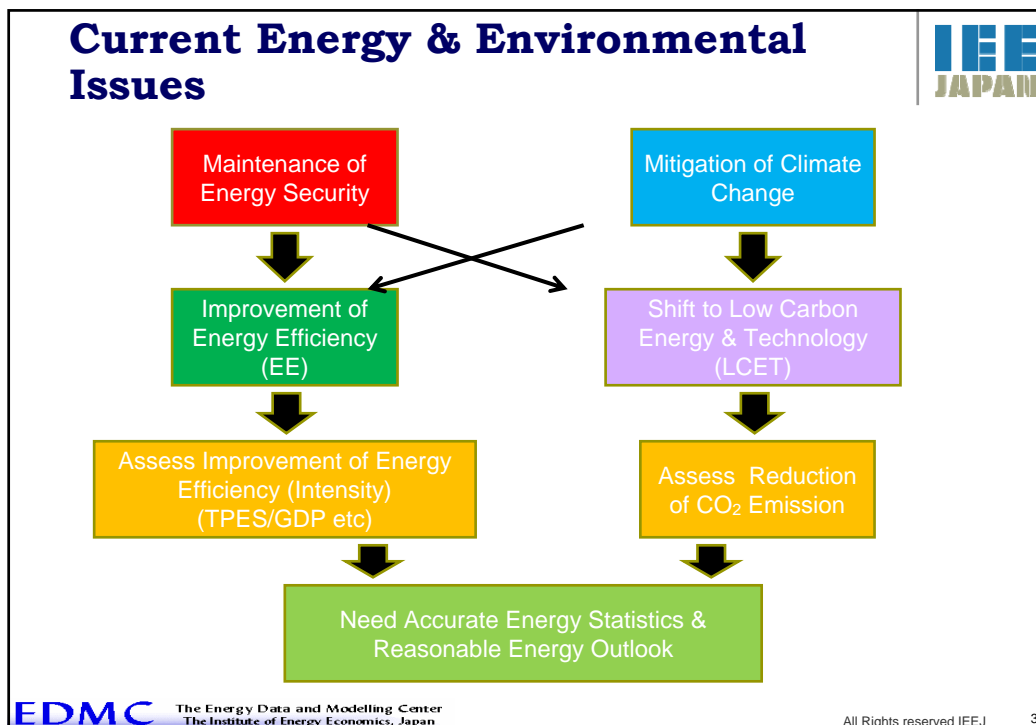 Current Energy & Environmental
Issues
IEE
JAPAN
Maintenance of
Energy Security
Mitigation of Climate
Change
Improvement of
Energy Efficiency
(EE)
Shift to Low Carbon
Energy & Technology
(LCET)
Assess Improvement of Energy
Efficiency (Intensity)
(TPES/GDP etc)
Assess Reduction
of CO₂ Emission
Need Accurate Energy Statistics &
Reasonable Energy Outlook
EDMC
The Energy Data and Modelling Center
The Institute of Energy Economics, Japan
All Rights reserved IEEJ
3